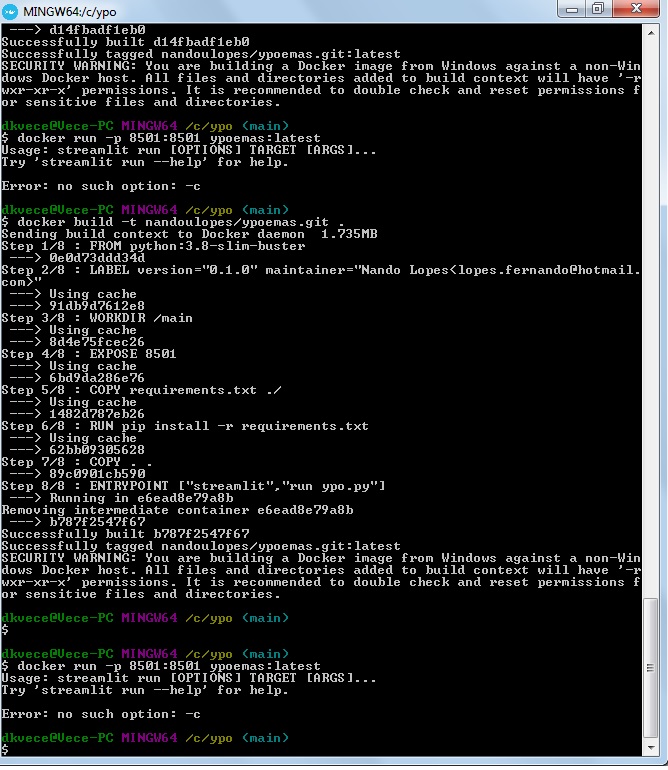 MINGW64:/c/ypo
---> d14fbadf1eb0
Successfully built d14fbadf1eb0
Successfully tagged nandoulopes/ypoemas.git:latest
SECURITY WARNING: You are building a Docker image from Windows against a non-Win
dows Docker host. All files and directories added to build context will have '-r
wxr-xr-x' permissions. It is recommended to double check and reset permissions f
or sensitive files and directories.
dkvece@Vece-PC MINGW64 /c/ypo (main)
$ docker run -p 8501:8501 ypoemas:latest
Usage: streamlit run [OPTIONS] TARGET [ARGS]...
Try 'streamlit run --help' for help.
Error: no such option: -c
dkvece@Vece-PC MINGW64 /c/ypo (main)
$ docker build -t nandoulopes/ypoemas.git .
Sending build context to Docker daemon  1.735MB
Step 1/8 : FROM python:3.8-slim-buster
---> 0e0d73ddd34d
Step 2/8 : LABEL version="0.1.0" maintainer="Nando Lopes<lopes.fernando@hotmail.
com>"
---> Using cache
---> 91db9d7612e8
Step 3/8 : WORKDIR /main
---> Using cache
---> 8d4e75fcec26
Step 4/8 : EXPOSE 8501
---> Using cache
---> 6bd9da286e76
Step 5/8 : COPY requirements.txt ./
---> Using cache
---> 1482d787eb26
Step 6/8 : RUN pip install -r requirements.txt
---> Using cache
---> 62bb09305628
Step 7/8 : COPY . .
---> 89c0901cb590
Step 8/8 : ENTRYPOINT ["streamlit","run ypo.py"]
---> Running in e6ead8e79a8b
Removing intermediate container e6ead8e79a8b
---> b787f2547f67
Successfully built b787f2547f67
Successfully tagged nandoulopes/ypoemas.git:latest
SECURITY WARNING: You are building a Docker image from Windows against a non-Win
dows Docker host. All files and directories added to build context will have '-r
wxr-xr-x' permissions. It is recommended to double check and reset permissions f
or sensitive files and directories.
dkvece@Vece-PC MINGW64 /c/ypo (main)
$
dkvece@Vece-PC MINGW64 /c/ypo (main)
$ docker run -p 8501:8501 ypoemas:latest
Usage: streamlit run [OPTIONS] TARGET [ARGS]...
Try 'streamlit run --help' for help.
Error: no such option: -c
dkvece@Vece-PC MINGW64 /c/ypo (main)
$